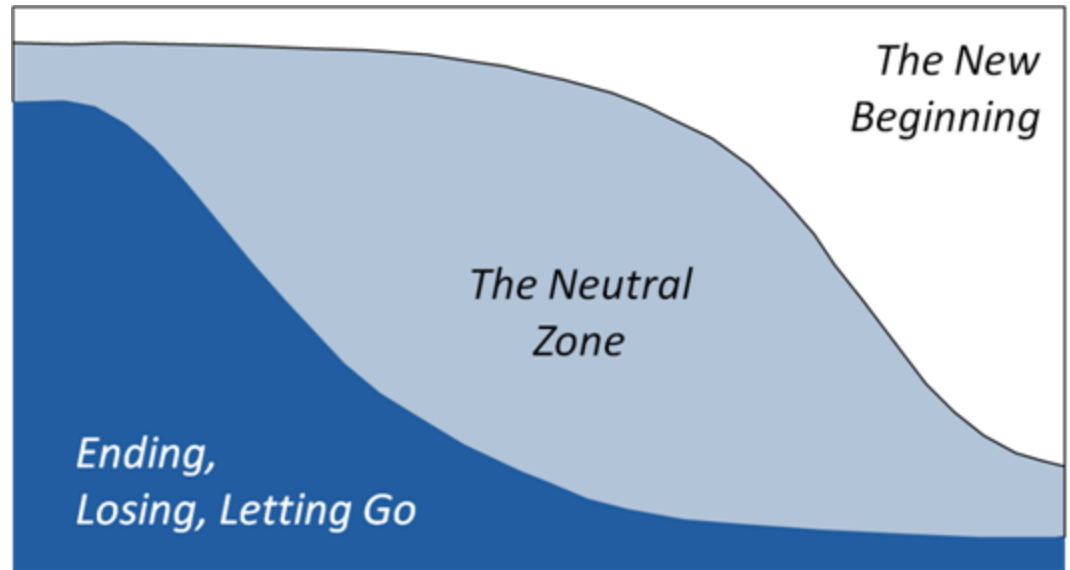 The New
Beginning
The Neutral
Zone
Ending,
Losing, Letting Go